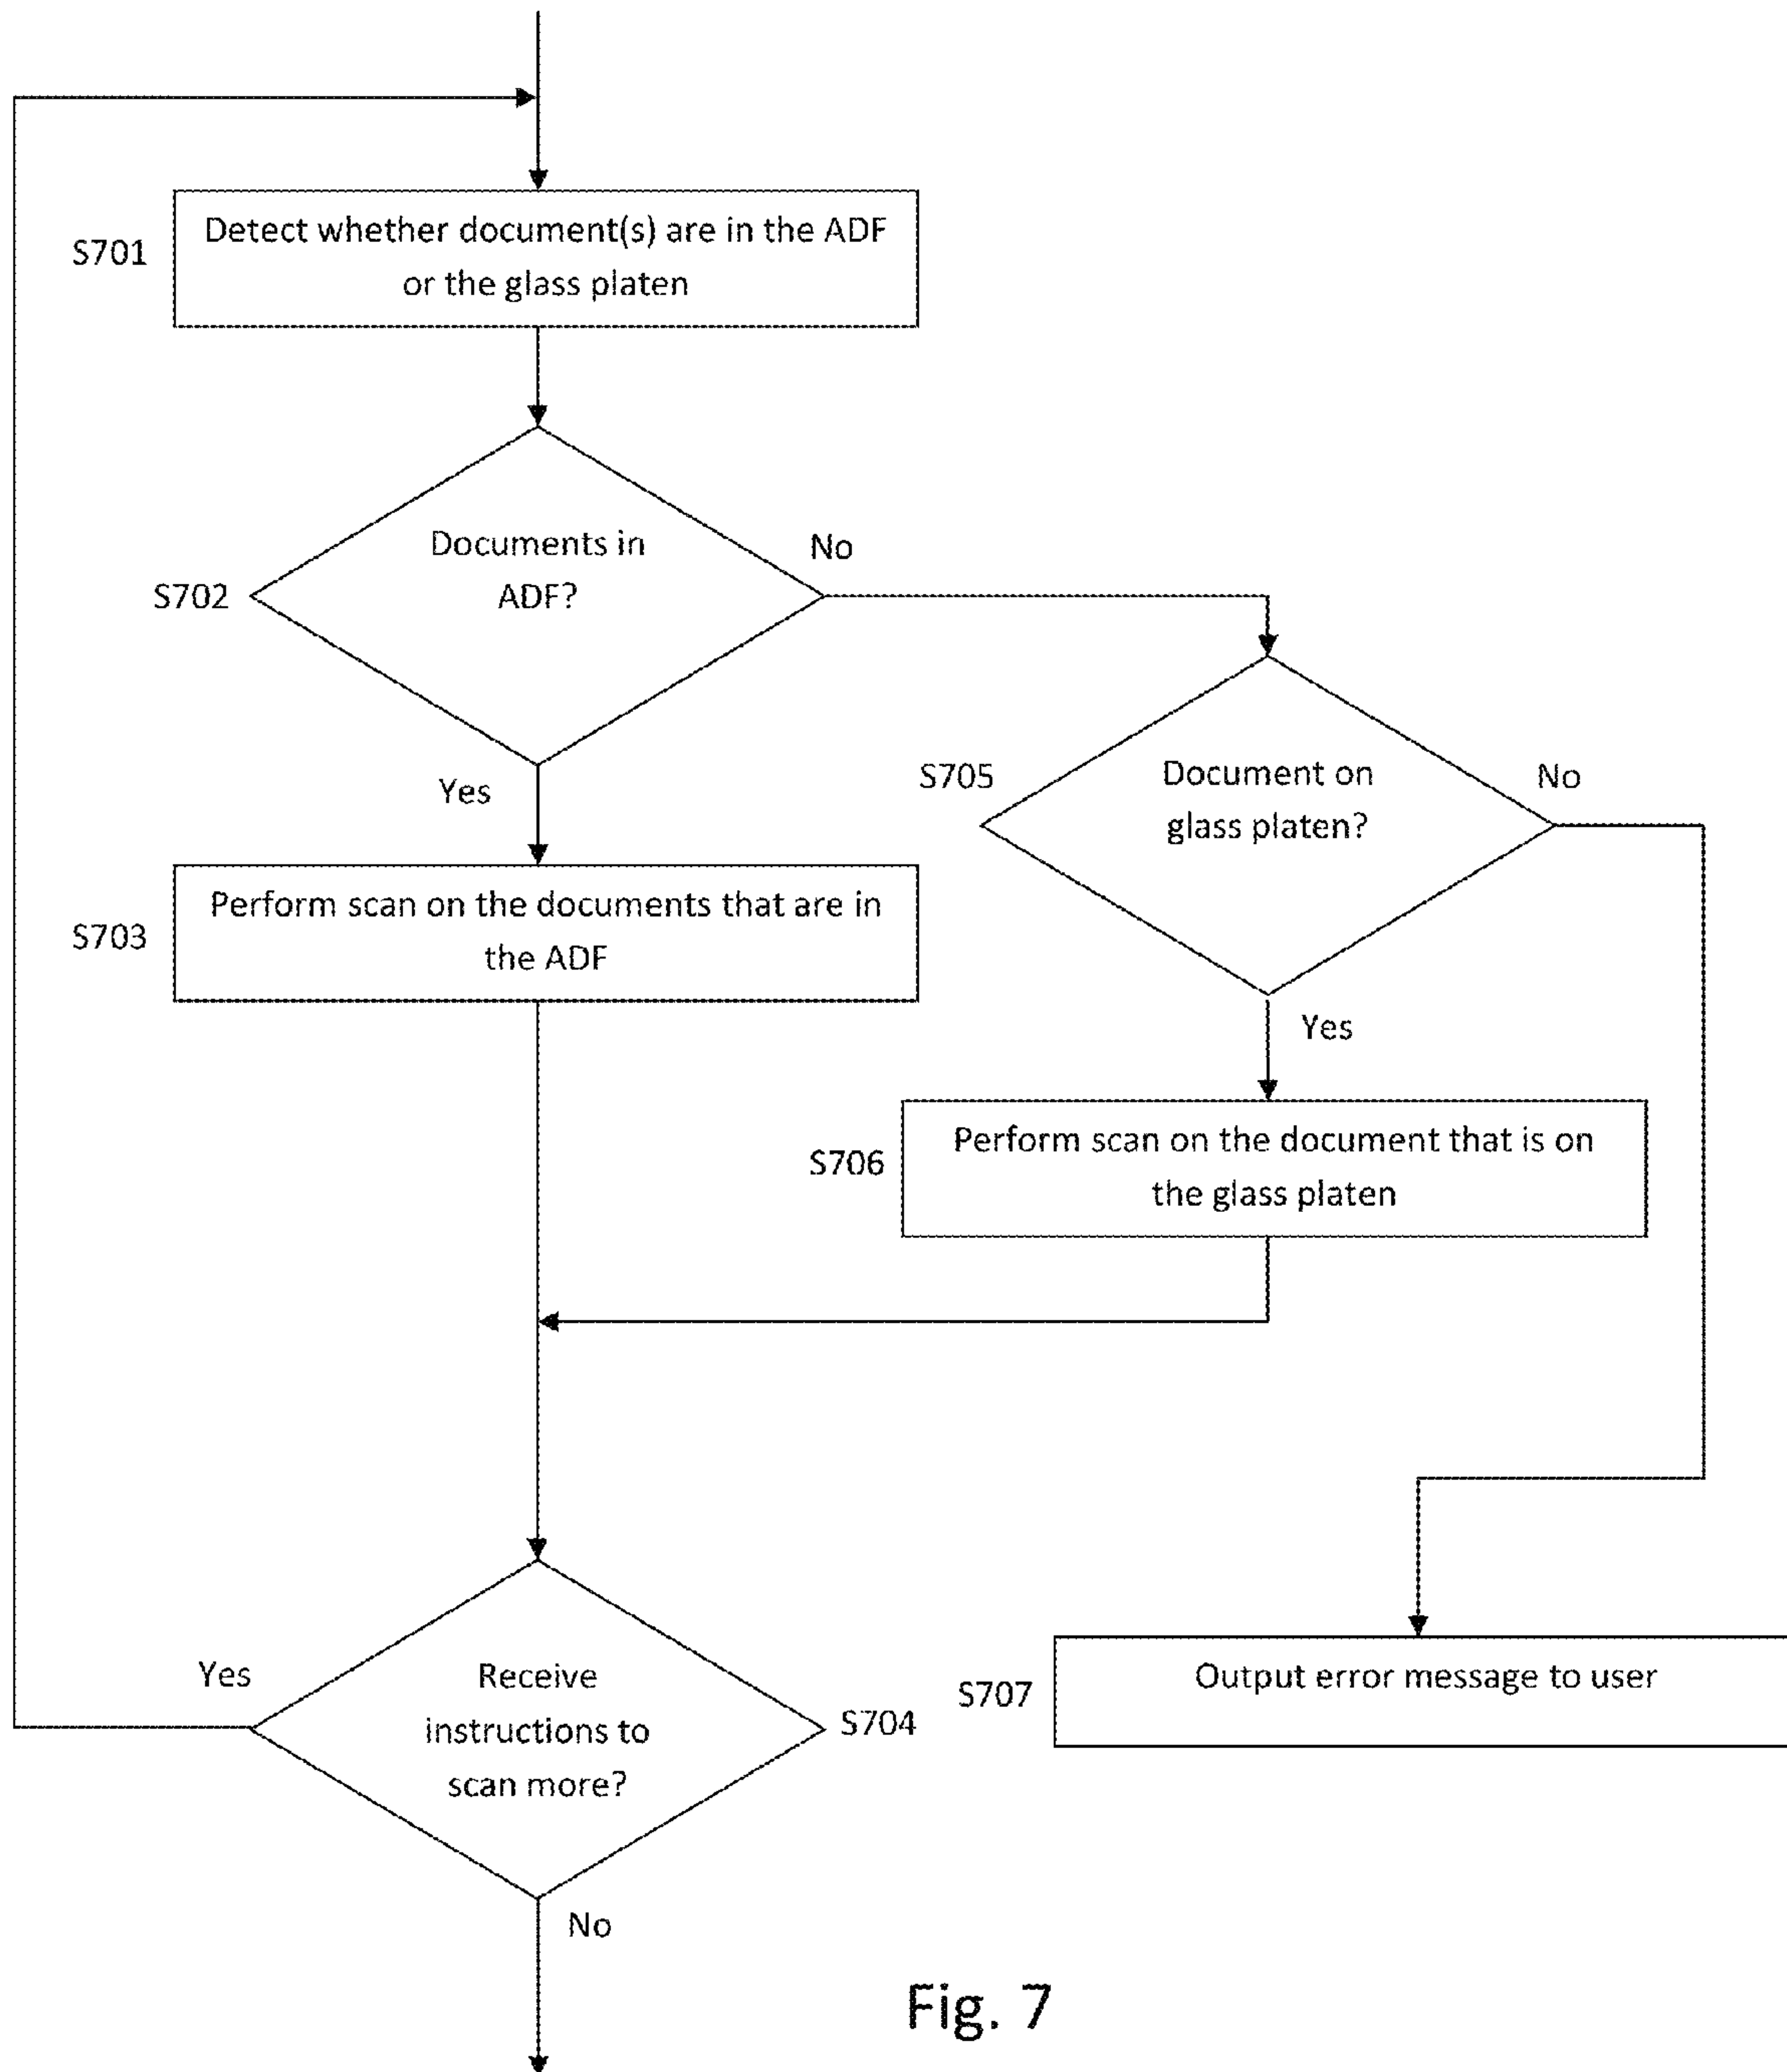 S701
Detect whether document(s) are in the ADF
or the glass platen
S702
Documents in
ADF?
No
Yes
S703
Perform scan on the documents that are in
the ADF
S705
Document on
glass platen?
No
Yes
S706
Perform scan on the document that is on
the glass platen
Yes
Receive
instructions to
scan more?
S704
No
S707
Output error message to user
Fig. 7